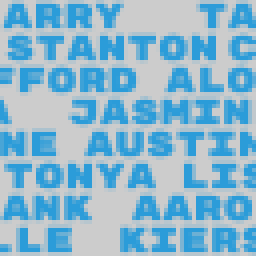 ARRY TA
STANTON C
FFORD ALO
A JASMIN
NE AUSTIN
TONYA LIS
ANK AARO
LLE KIERS